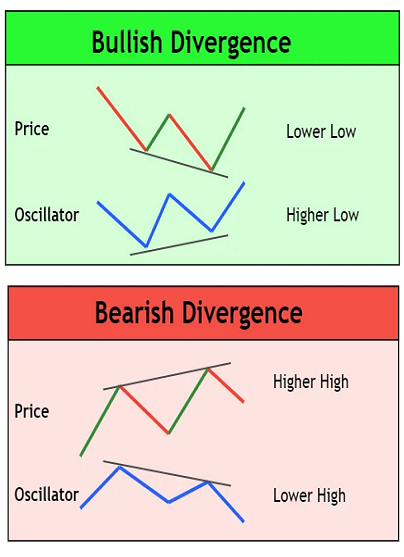 Bullish Divergence
Price
Lower Low
Oscillator
Higher Low
Bearish Divergence
Higher High
Price
Oscillator
Lower High